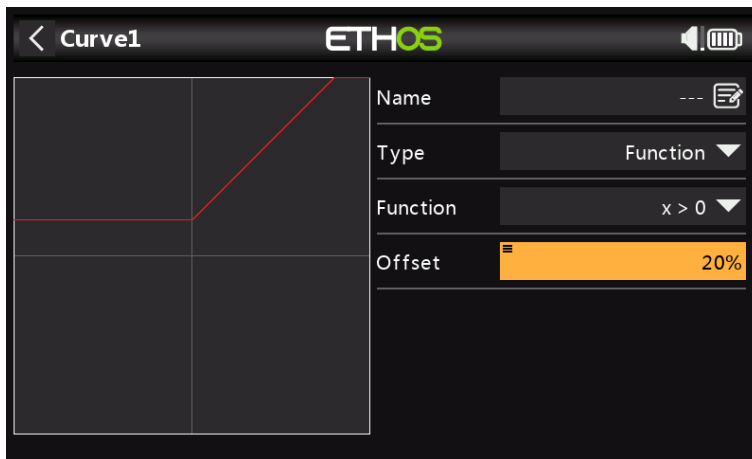 Curve1
ETHOS
Name ---
Type Function
Function x > 0
Offset 20%